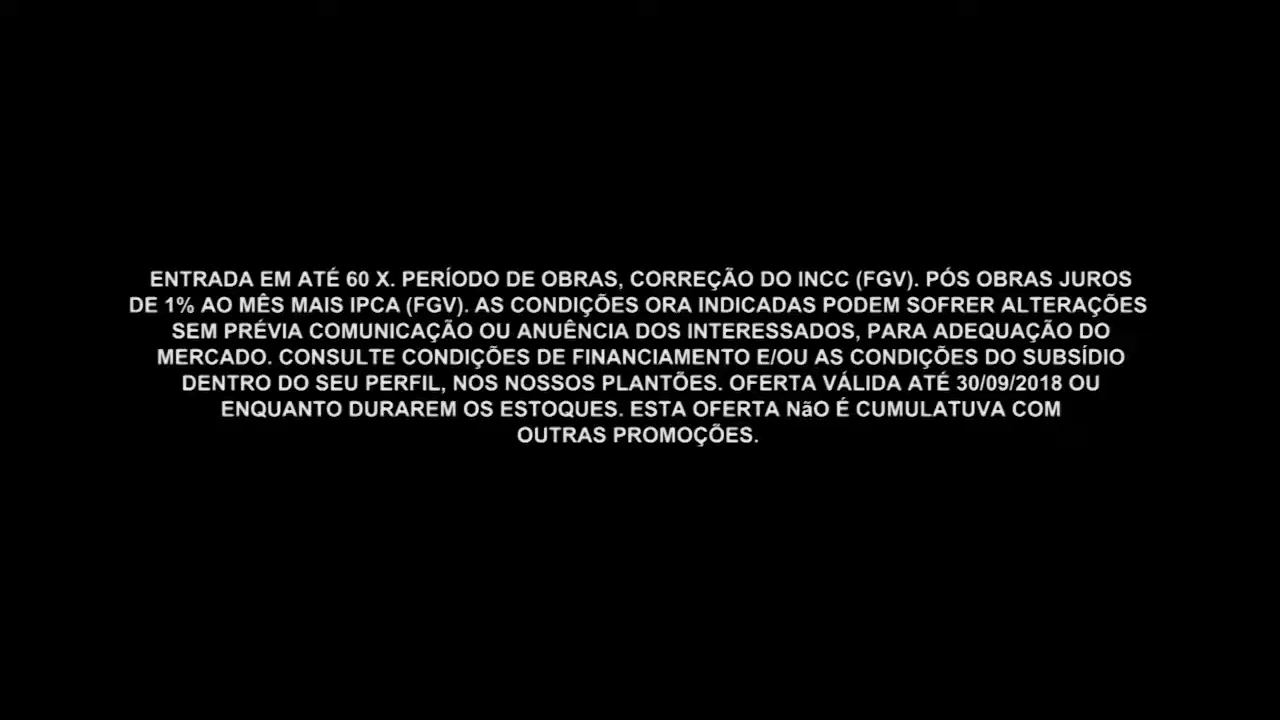 ENTRADA EM ATÉ 60 X. PERÍODO DE OBRAS, CORREÇÃO DO INCC (FGV). PÓS OBRAS JUROS
DE 1% AO MÊS MAIS IPCA (FGV). AS CONDIÇÕES ORA INDICADAS PODEM SOFRER ALTERAÇÕES
SEM PRÉVIA COMUNICAÇÃO OU ANUÊNCIA DOS INTERESSADOS, PARA ADEQUAÇÃO DO
MERCADO. CONSULTE CONDIÇÕES DE FINANCIAMENTO E/OU AS CONDIÇÕES DO SUBSÍDIO
DENTRO DO SEU PERFIL, NOS NOSSOS PLANTÕES. OFERTA VÁLIDA ATÉ 30/09/2018 OU
ENQUANTO DURAREM OS ESTOQUES. ESTA OFERTA NãO É CUMULATUVA COM
OUTRAS PROMOÇÕES.